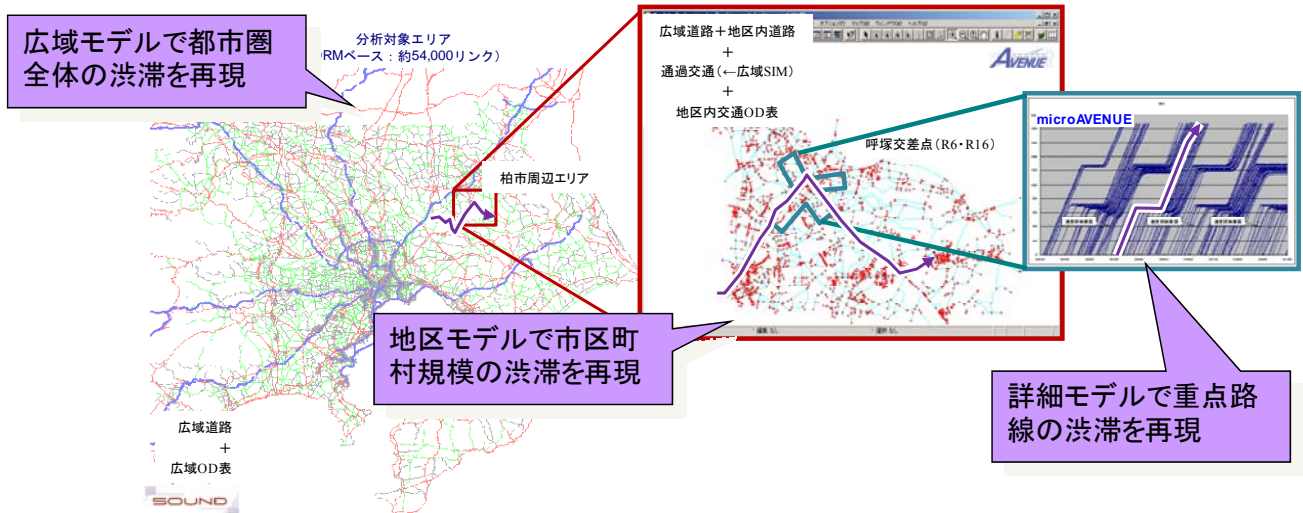 広域モデルで都市圏
全体の渋滞を再現
分析対象エリア
DRMベース：約54,000リンク）
柏市周辺エリア
広域道路
+
広域OD表
SOUND
地区モデルで市区町
村規模の渋滞を再現
広域道路＋地区内道路
+
通過交通（←広域SIM）
+
地区内交通OD表
AVENUE
呼塚交差点（R6・R16）
microAVENUE
詳細モデルで重点路
線の渋滞を再現